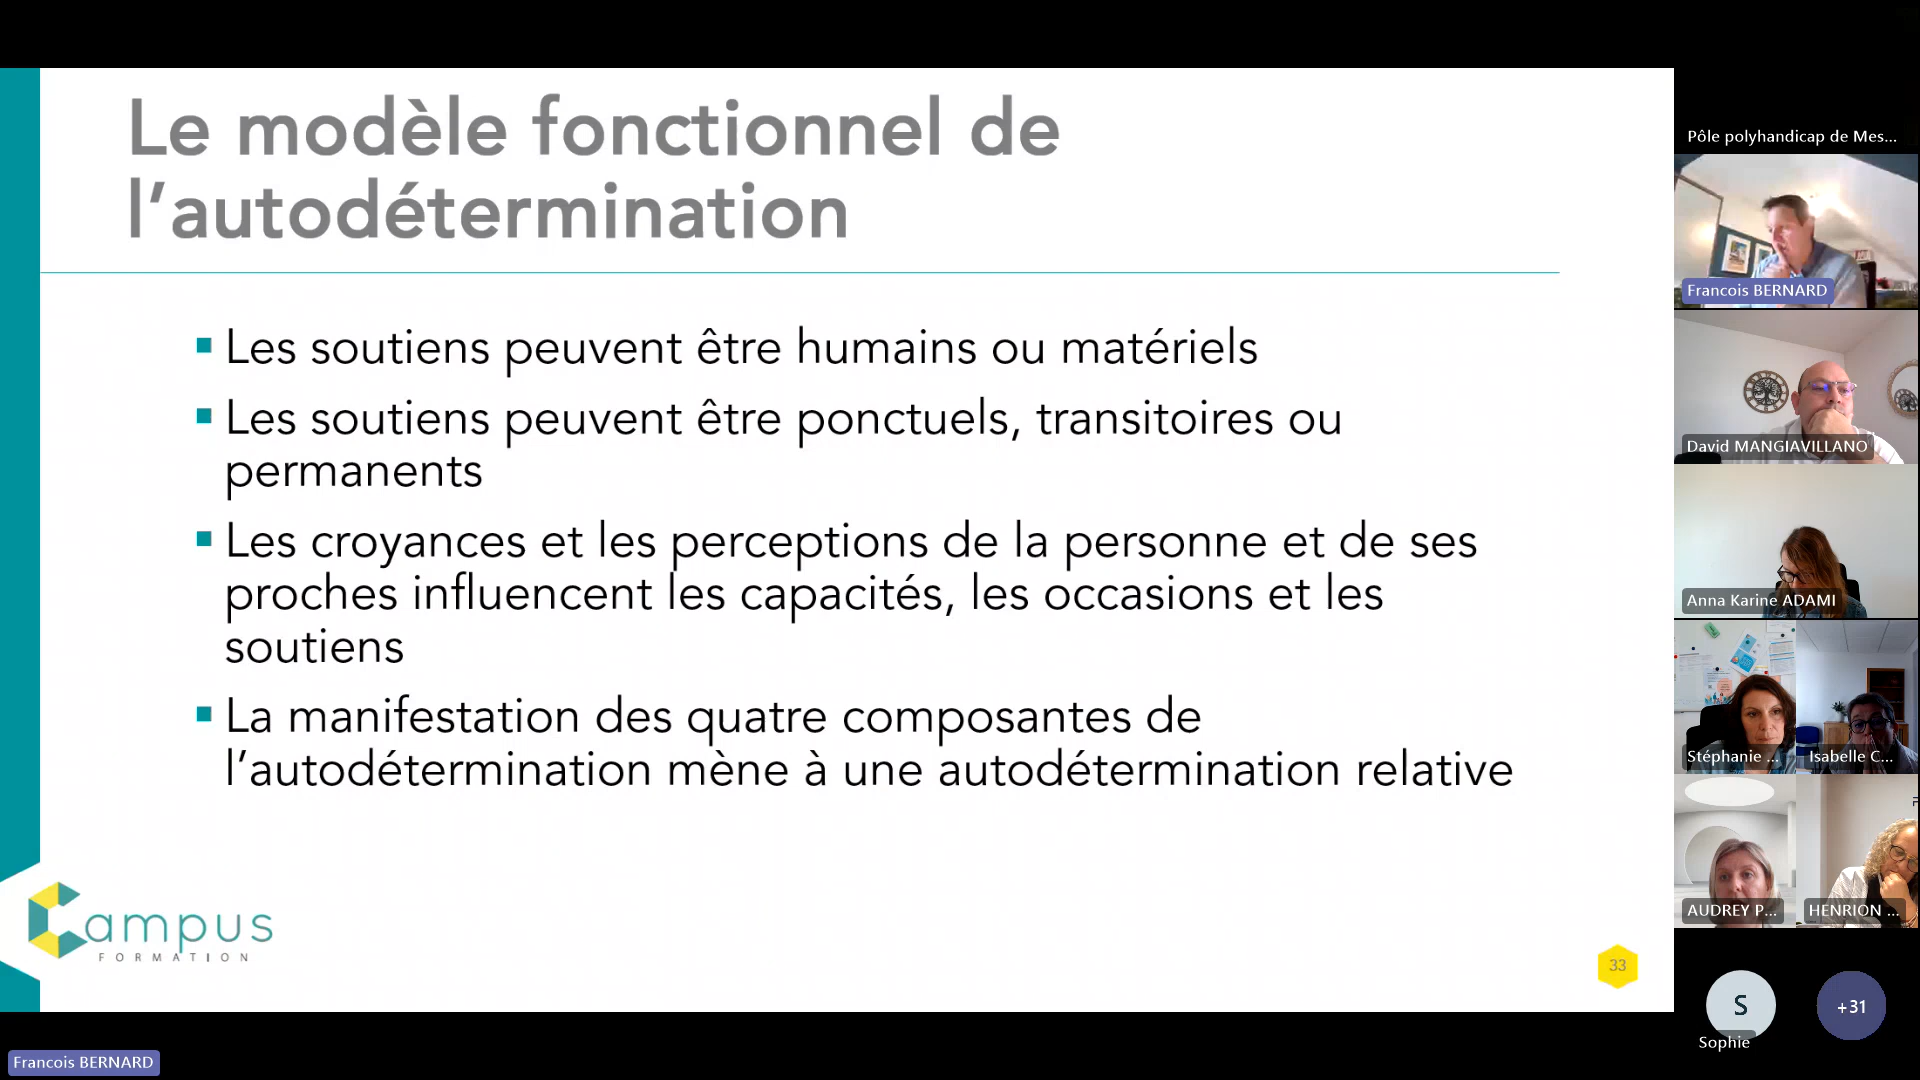 Le modèle fonctionnel de
l’autodétermination
Les soutiens peuvent être humains ou matériels
Les soutiens peuvent être ponctuels, transitoires ou
permanents
Les croyances et les perceptions de la personne et de ses
proches influencent les capacités, les occasions et les
soutiens
La manifestation des quatre composantes de
l’autodétermination mène à une autodétermination relative
Campus
FORMATION
33
Francois BERNARD
Pôle polyhandicap de Mes...
Francois BERNARD
David MANGIAVILLANO
Anna Karine ADAMI
Stéphanie ...
Isabelle C...
AUDREY P...
HENRION ...
S
Sophie
+31